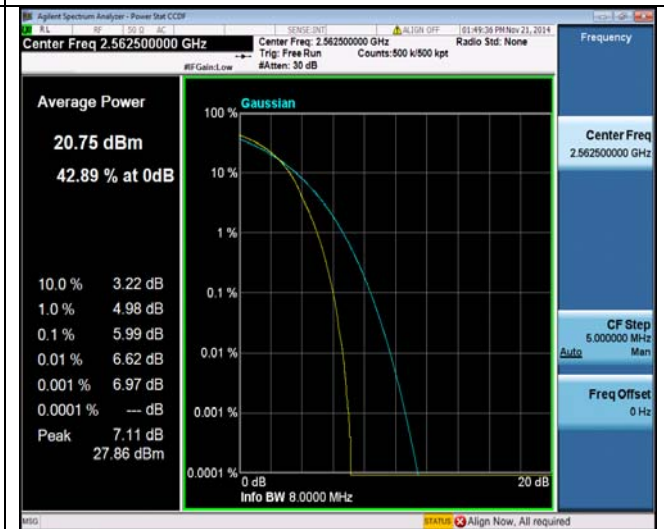 Agilent Spectrum Analyzer - Power Stat CCDF
RL RF 50 Ω AC SENSE:INT ALIGN OFF 01:49:36 PM Nov 21, 2014
Center Freq 2.562500000 GHz
Center Freq: 2.562500000 GHz Radio Std: None
Trig: Free Run Counts:500 k/500 kpt
#IFGain:Low #Atten: 30 dB
Frequency
Average Power
20.75 dBm
42.89 % at 0dB
10.0 % 3.22 dB
1.0 % 4.98 dB
0.1 % 5.99 dB
0.01 % 6.62 dB
0.001 % 6.97 dB
0.0001 % --- dB
Peak 7.11 dB
27.86 dBm
Gaussian
100 %
10 %
1 %
0.1 %
0.01 %
0.001 %
0.0001 %
0 dB 20 dB
Info BW 8.0000 MHz
Center Freq
2.562500000 GHz
CF Step
5.000000 MHz
Auto Man
Freq Offset
0 Hz
MSG STATUS Align Now, All required